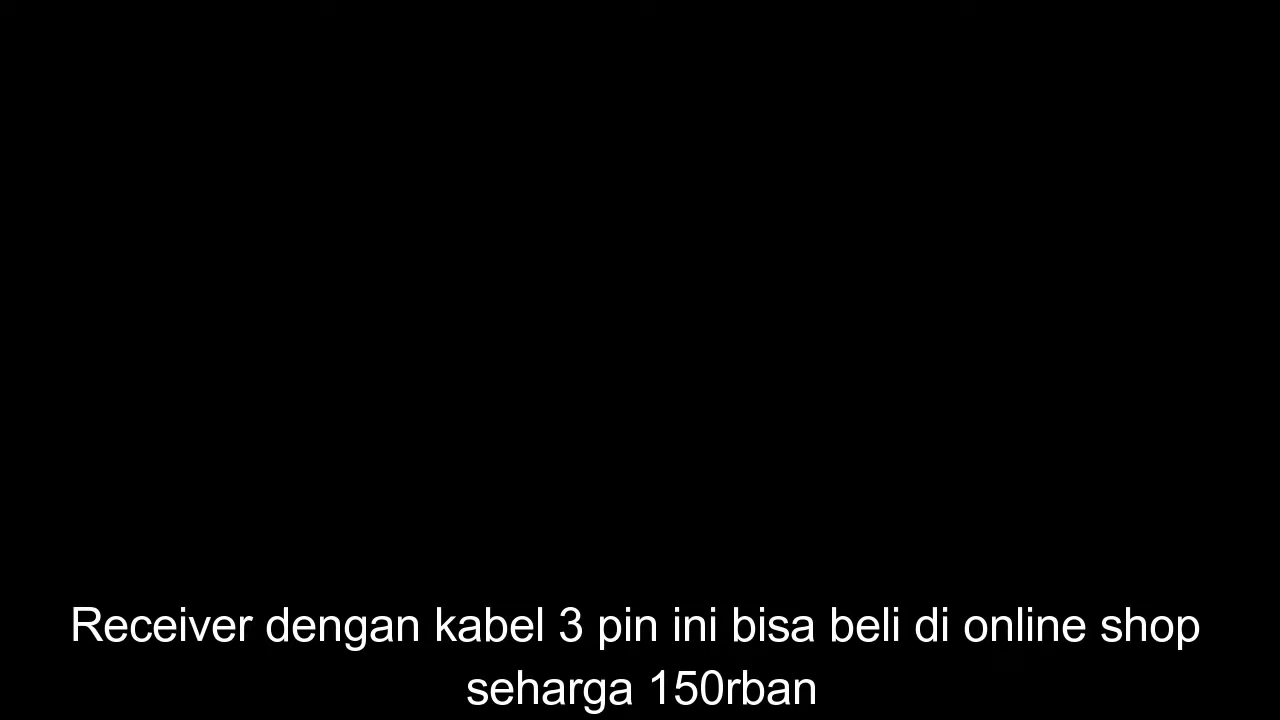 Receiver dengan kabel 3 pin ini bisa beli di online shop
seharga 150rban